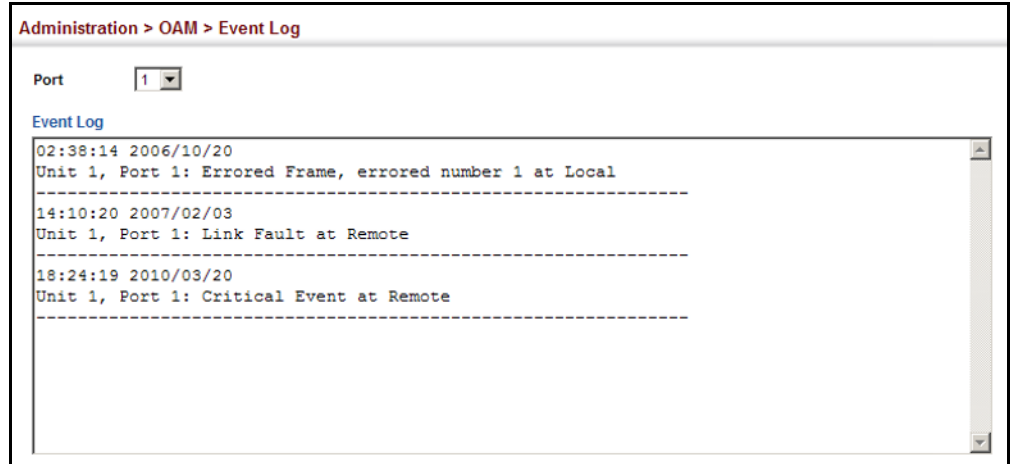 Administration > OAM > Event Log
Port 1
Event Log
02:38:14 2006/10/20
Unit 1, Port 1: Errored Frame, errored number 1 at Local
---------------------------------------------------------------
14:10:20 2007/02/03
Unit 1, Port 1: Link Fault at Remote
---------------------------------------------------------------
18:24:19 2010/03/20
Unit 1, Port 1: Critical Event at Remote
---------------------------------------------------------------